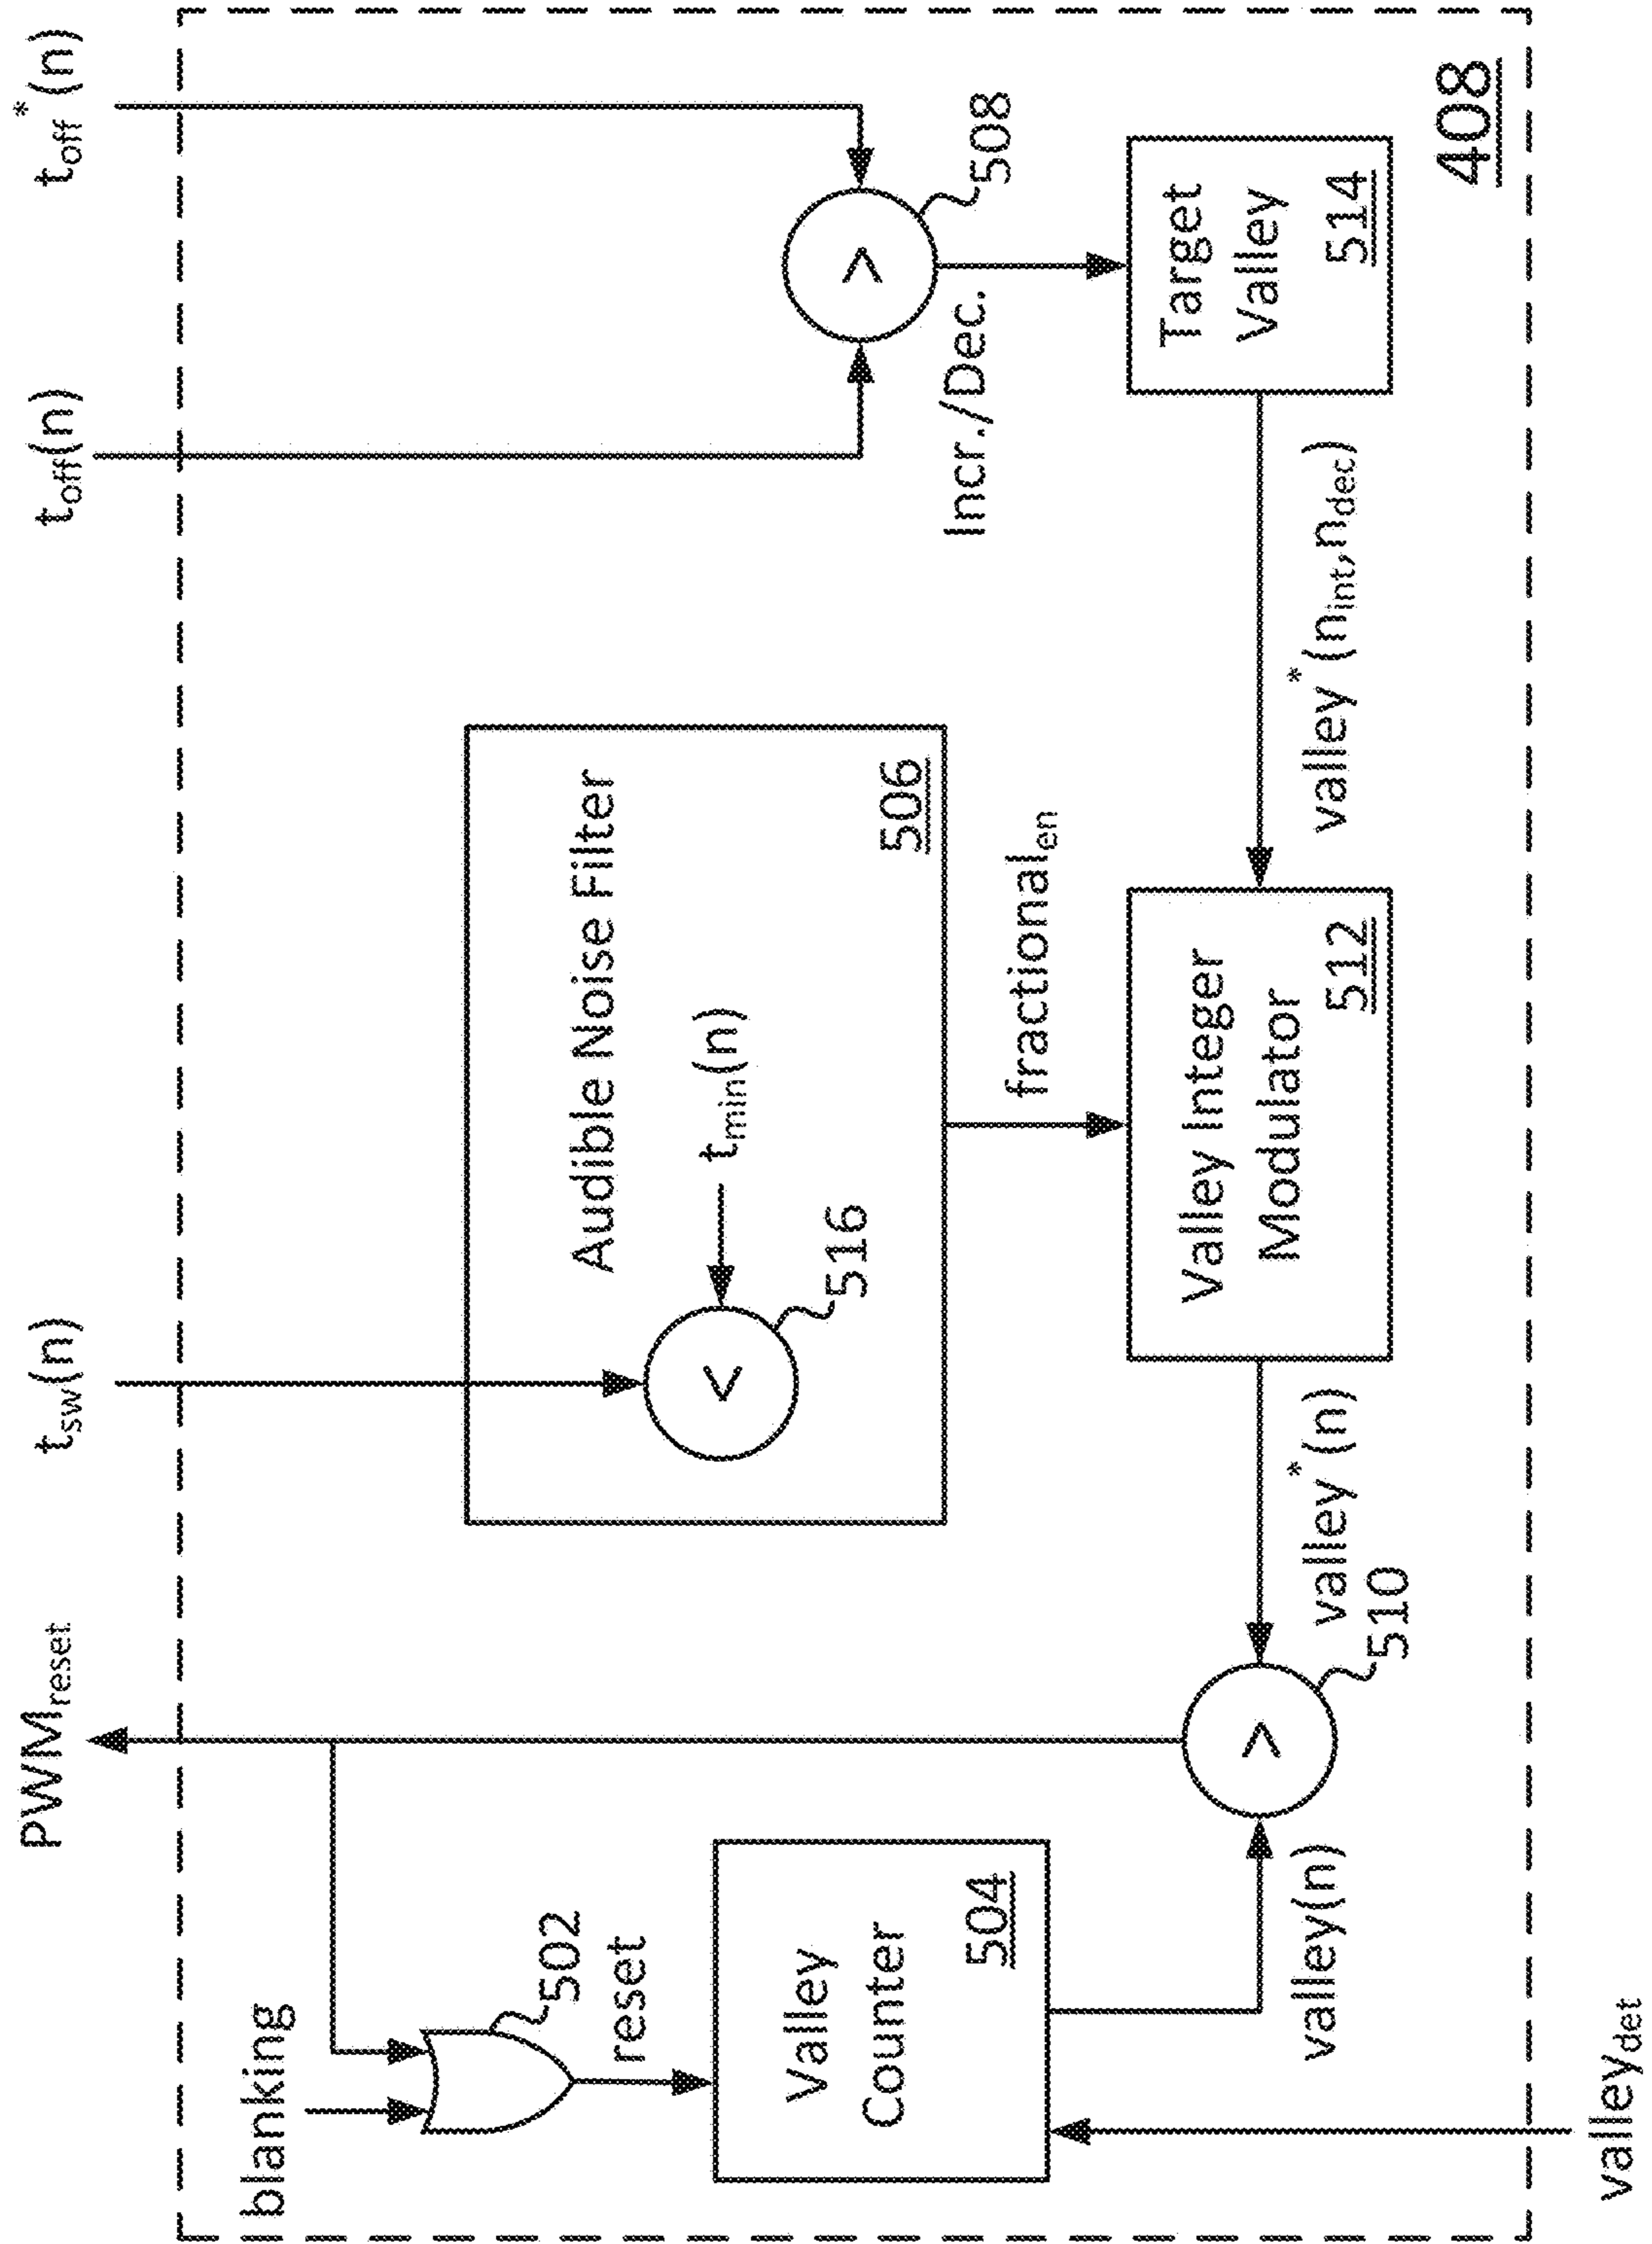 PWM_reset
t_sw(n)
t_off(n)
t_off*(n)
blanking
502
reset
Valley
Counter
504
valley(n)
valley_det
>
510
valley*(n)
Audible Noise Filter
<
t_min(n)
516
506
fractional_en
Valley Integer
Modulator
512
valley*(n_int,n_dec)
>
508
Incr./Dec.
Target
Valley
514
408